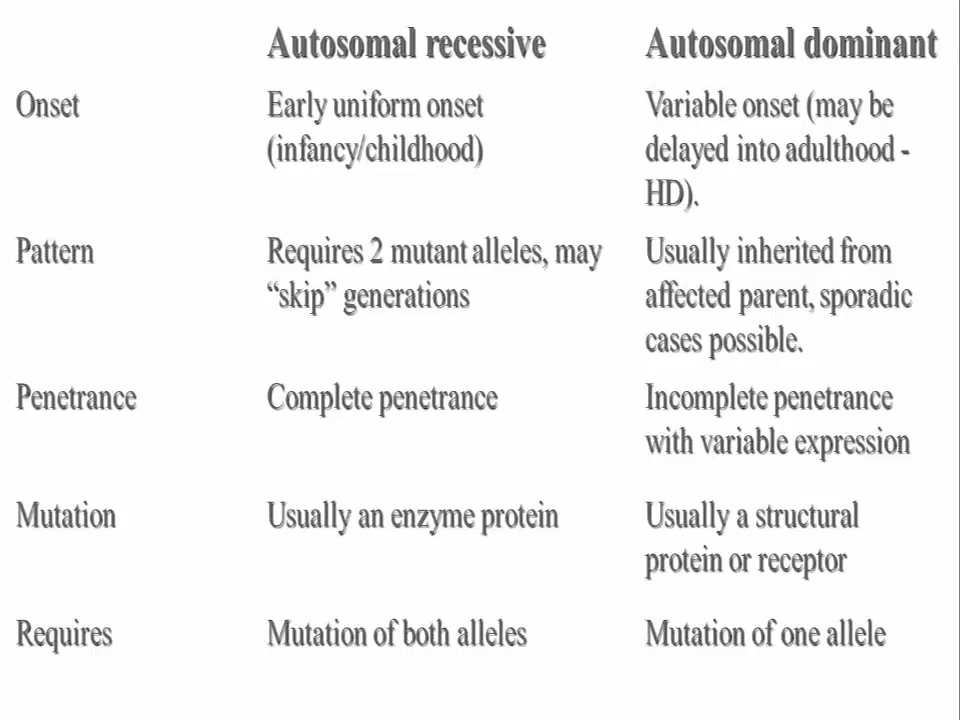 Autosomal recessive Autosomal dominant
Onset Early uniform onset Variable onset (may be
(infancy/childhood) delayed into adulthood -
HD).
Pattern Requires 2 mutant alleles, may Usually inherited from
“skip” generations affected parent, sporadic
cases possible.
Penetrance Complete penetrance Incomplete penetrance
with variable expression
Mutation Usually an enzyme protein Usually a structural
protein or receptor
Requires Mutation of both alleles Mutation of one allele